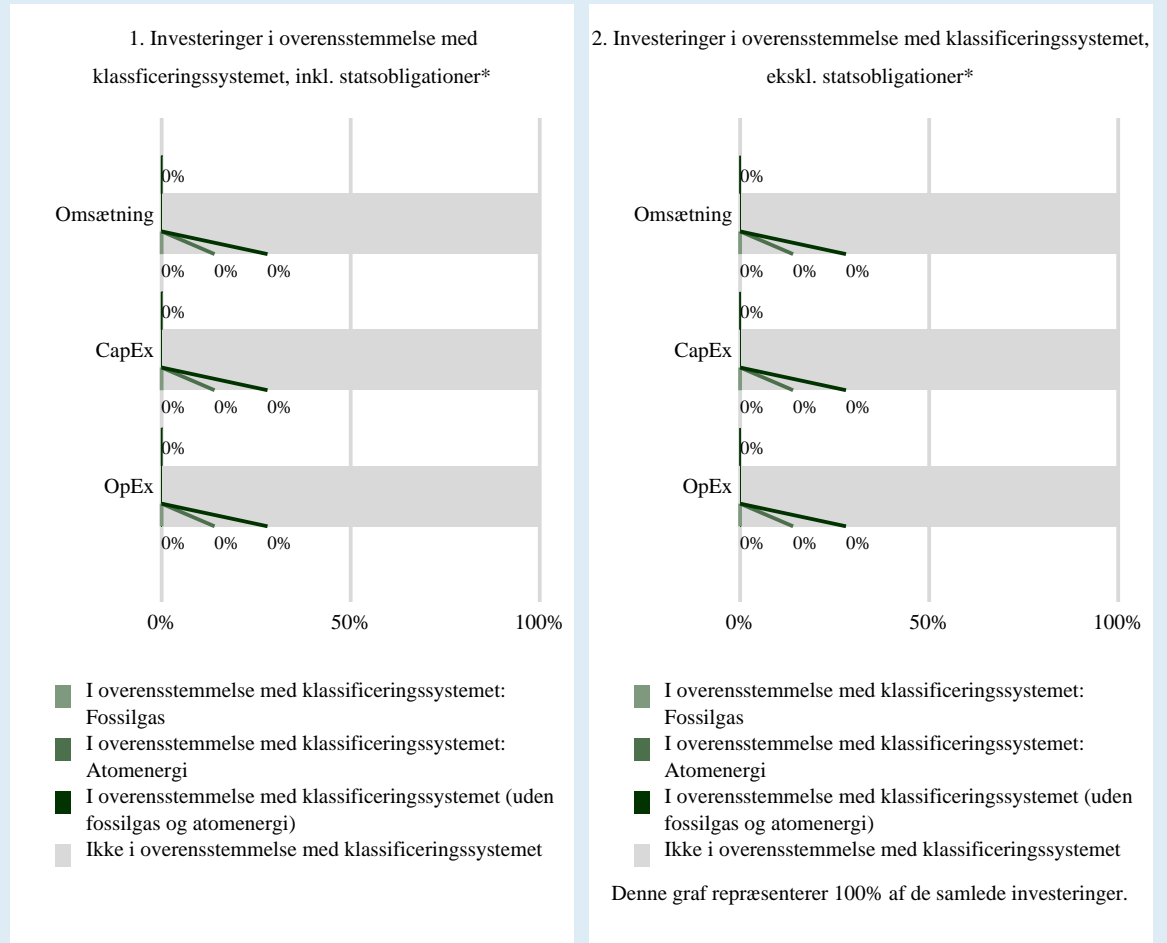 1. Investeringer i overensstemmelse med
klassficeringssystemet, inkl. statsobligationer*
0%
Omsætning
0% 0% 0%
0%
CapEx
0% 0% 0%
0%
OpEx
0% 0% 0%
0% 50% 100%
I overensstemmelse med klassificeringssystemet:
Fossilgas
I overensstemmelse med klassificeringssystemet:
Atomenergi
I overensstemmelse med klassificeringssystemet (uden
fossilgas og atomenergi)
Ikke i overensstemmelse med klassificeringssystemet
2. Investeringer i overensstemmelse med klassificeringssystemet,
ekskl. statsobligationer*
0%
Omsætning
0% 0% 0%
0%
CapEx
0% 0% 0%
0%
OpEx
0% 0% 0%
0% 50% 100%
I overensstemmelse med klassificeringssystemet:
Fossilgas
I overensstemmelse med klassificeringssystemet:
Atomenergi
I overensstemmelse med klassificeringssystemet (uden
fossilgas og atomenergi)
Ikke i overensstemmelse med klassificeringssystemet
Denne graf repræsenterer 100% af de samlede investeringer.